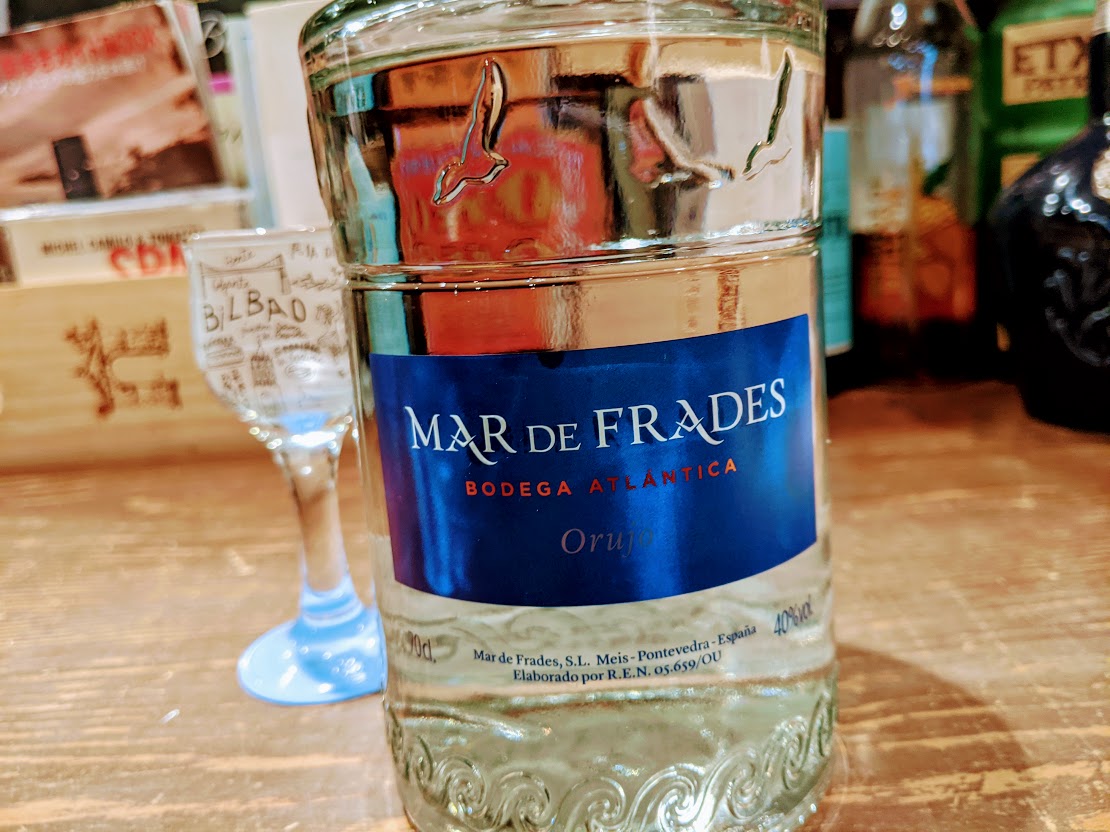 BILBAO
MAR DE FRADES
BODEGA ATLÁNTICA
Orujo
90cl.
40%vol.
Mar de Frades, S.L. Meis - Pontevedra - España
Elaborado por R.E.N. 05.659/OU